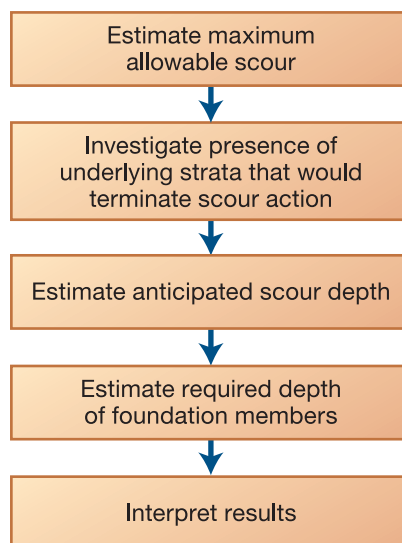 Estimate maximum
allowable scour
Investigate presence of
underlying strata that would
terminate scour action
Estimate anticipated scour depth
Estimate required depth
of foundation members
Interpret results